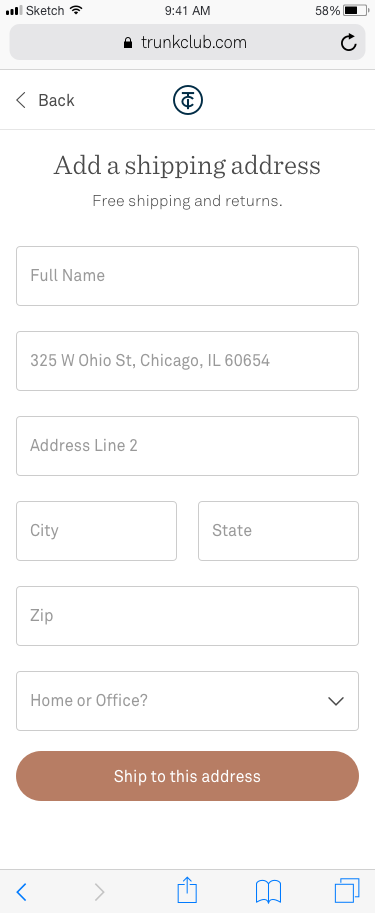 Sketch 9:41 AM 58%
trunkclub.com
Back TC
Add a shipping address
Free shipping and returns.
Full Name
325 W Ohio St, Chicago, IL 60654
Address Line 2
City State
Zip
Home or Office?
Ship to this address